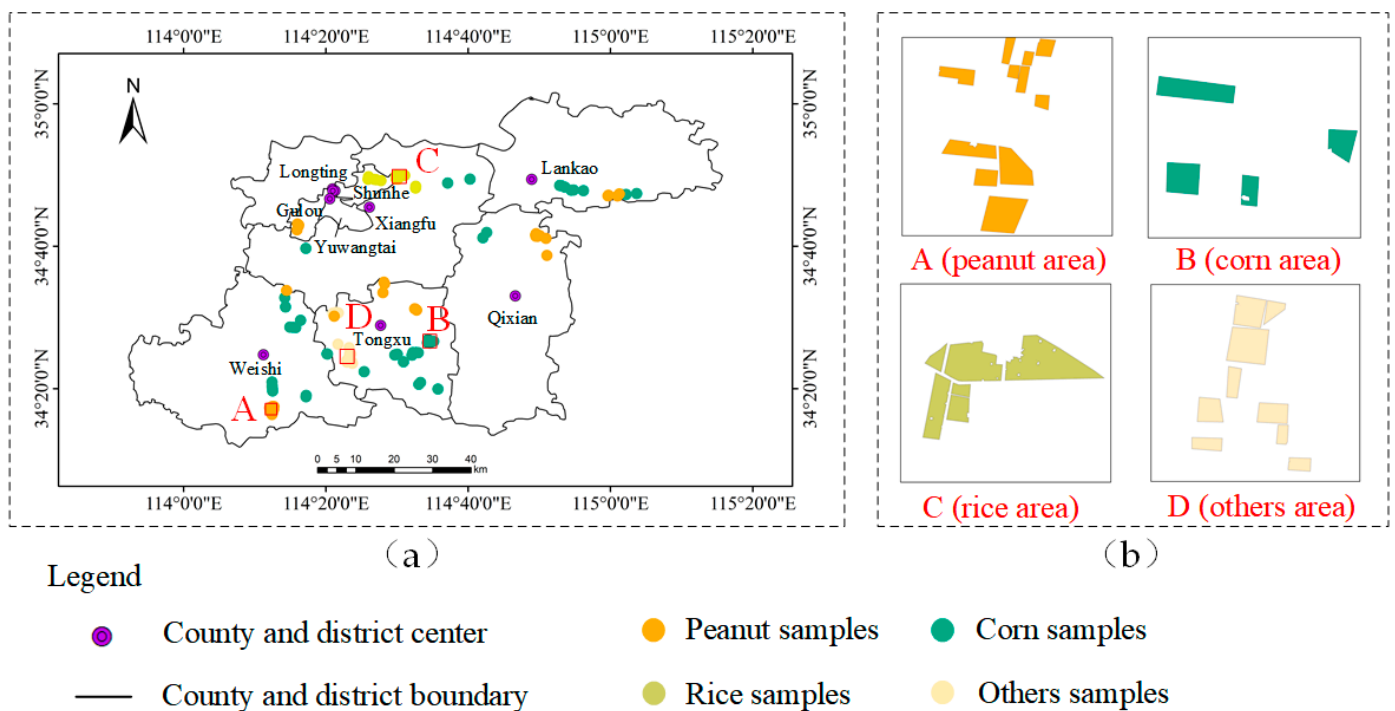 114°0'0"E 114°20'0"E 114°40'0"E 115°0'0"E 115°20'0"E
35°0'0"N
34°40'0"N
34°20'0"N
35°0'0"N
34°40'0"N
34°20'0"N
N
C
Longting
Lankao
Shunhe
Gulou
Xiangfu
Yuwangtai
D
B
Qixian
Tongxu
Weishi
A
0 5 10 20 30 40
km
114°0'0"E 114°20'0"E 114°40'0"E 115°0'0"E 115°20'0"E
(a)
A (peanut area)
B (corn area)
C (rice area)
D (others area)
(b)
Legend
County and district center
Peanut samples
Corn samples
County and district boundary
Rice samples
Others samples